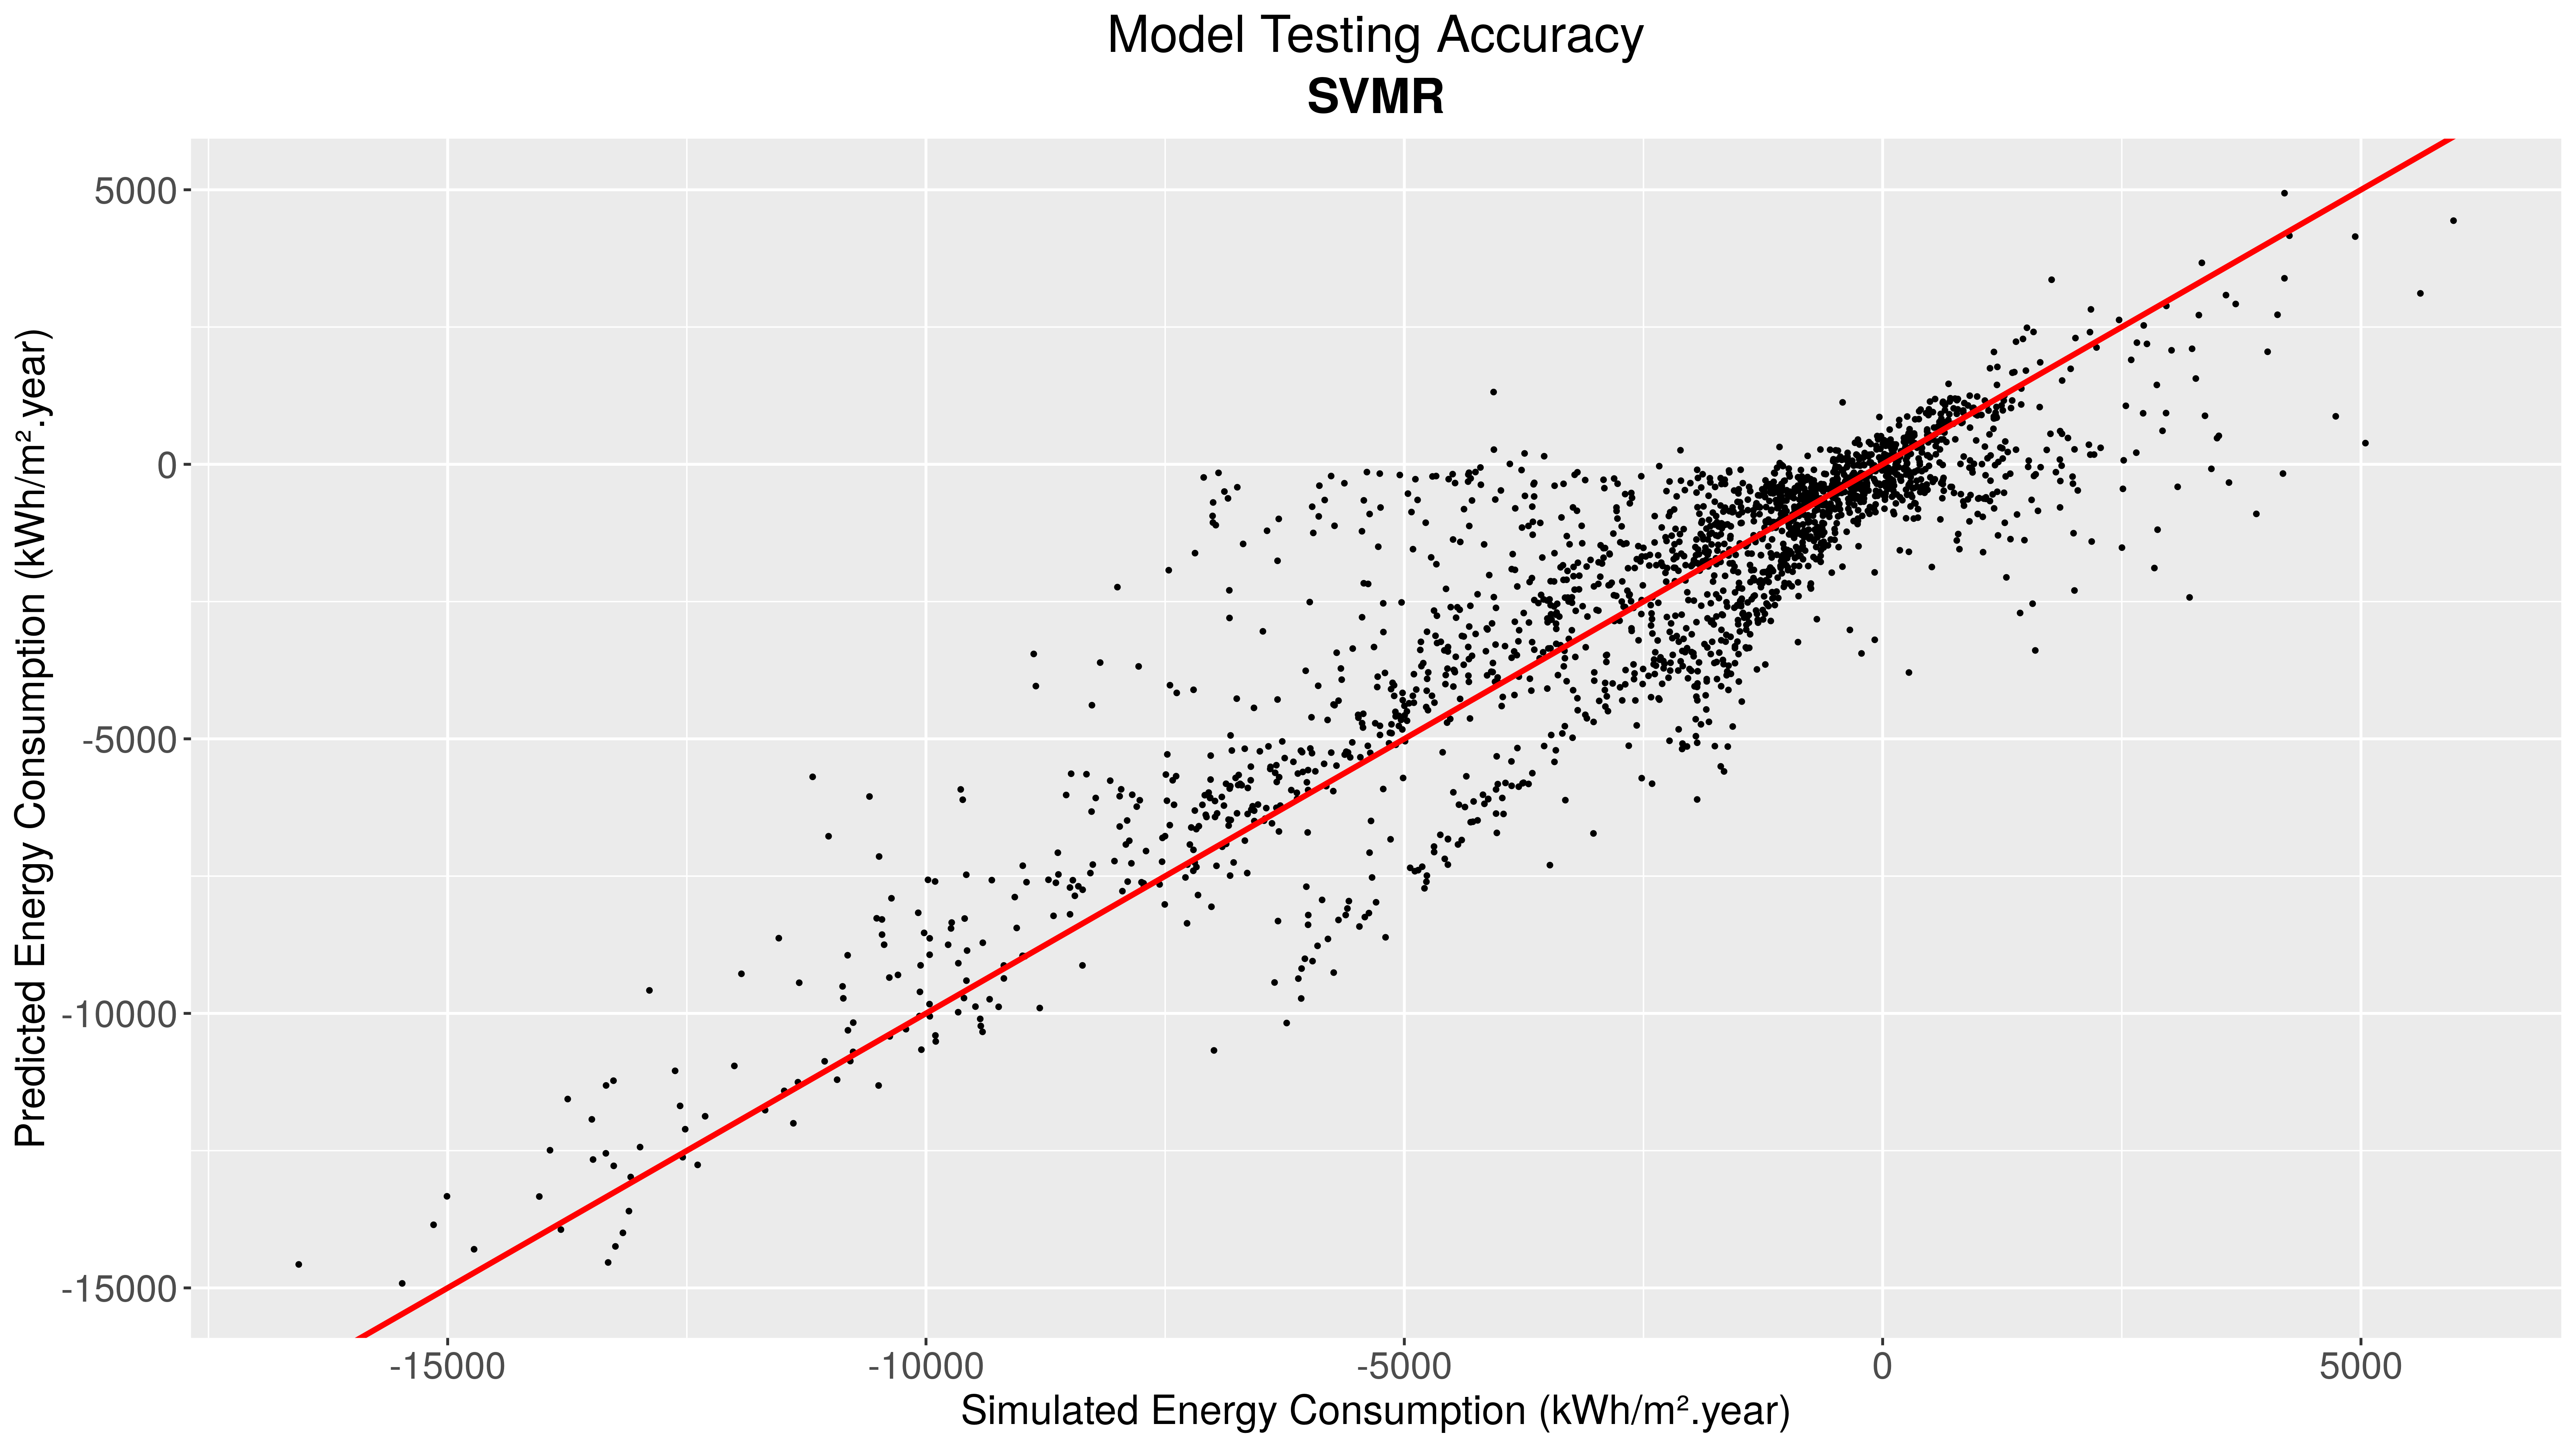 Model Testing Accuracy
SVMR
Predicted Energy Consumption (kWh/m².year)
5000
0
-5000
-10000
-15000
-15000
-10000
-5000
0
5000
Simulated Energy Consumption (kWh/m².year)